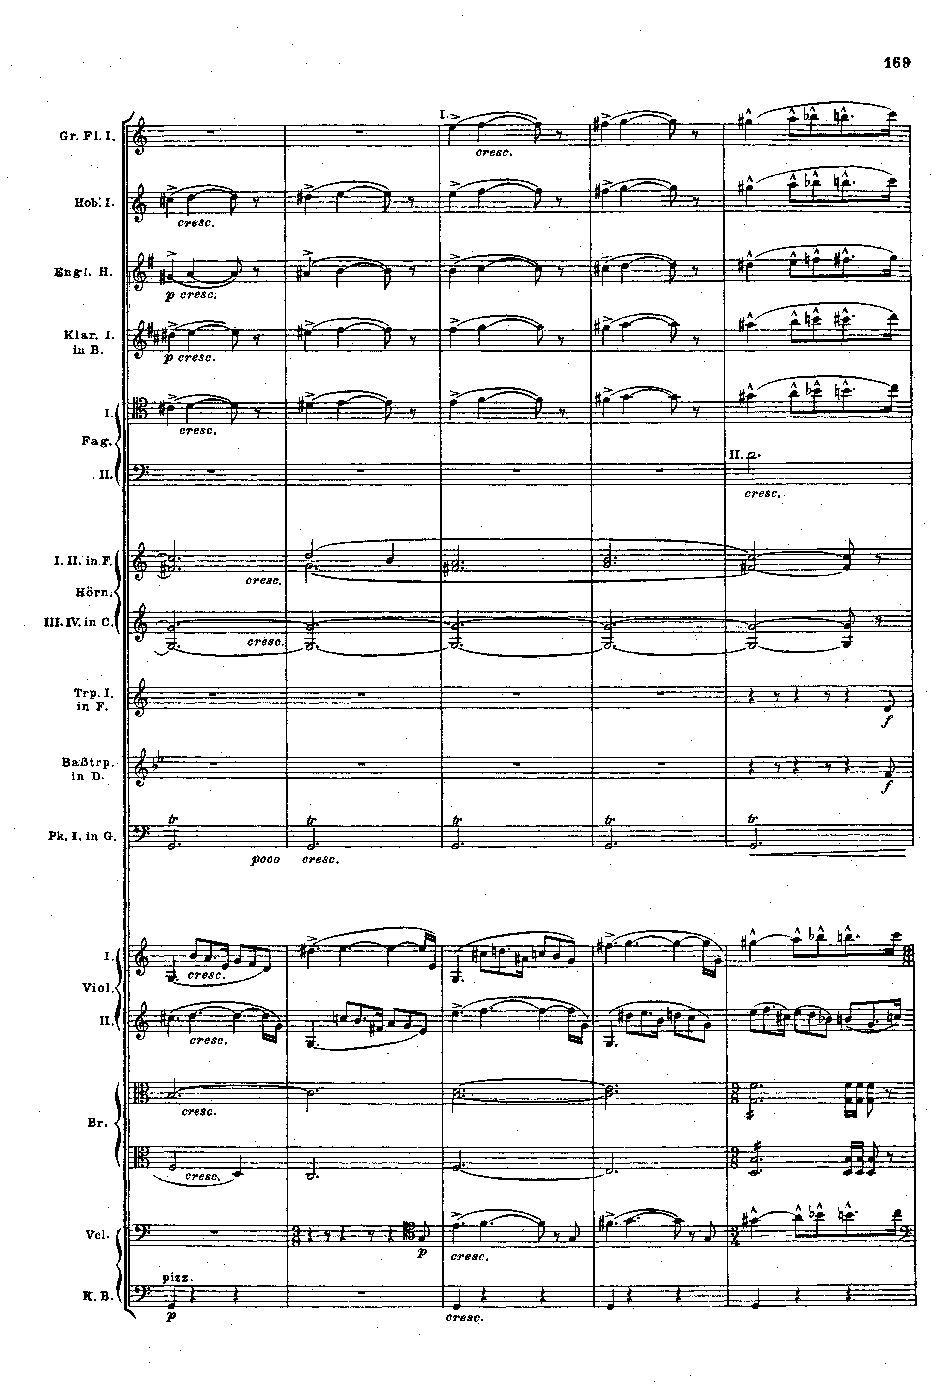 169
I.
Gr. Fl. I.
cresc.
Hob. I.
cresc.
Engl. H.
p cresc.
Klar. I.
in B.
p cresc.
I.
cresc.
Fag.
II.
II.
cresc.
I. II. in F.
cresc.
Hörn.
III. IV. in C.
cresc.
Trp. I.
in F.
f
Baßtrp.
in D.
f
tr tr tr tr tr
Pk. I. in G.
poco cresc.
I.
cresc.
Viol.
II.
cresc.
cresc.
Br.
cresc.
Vcl.
p cresc.
pizz.
K. B.
p cresc.